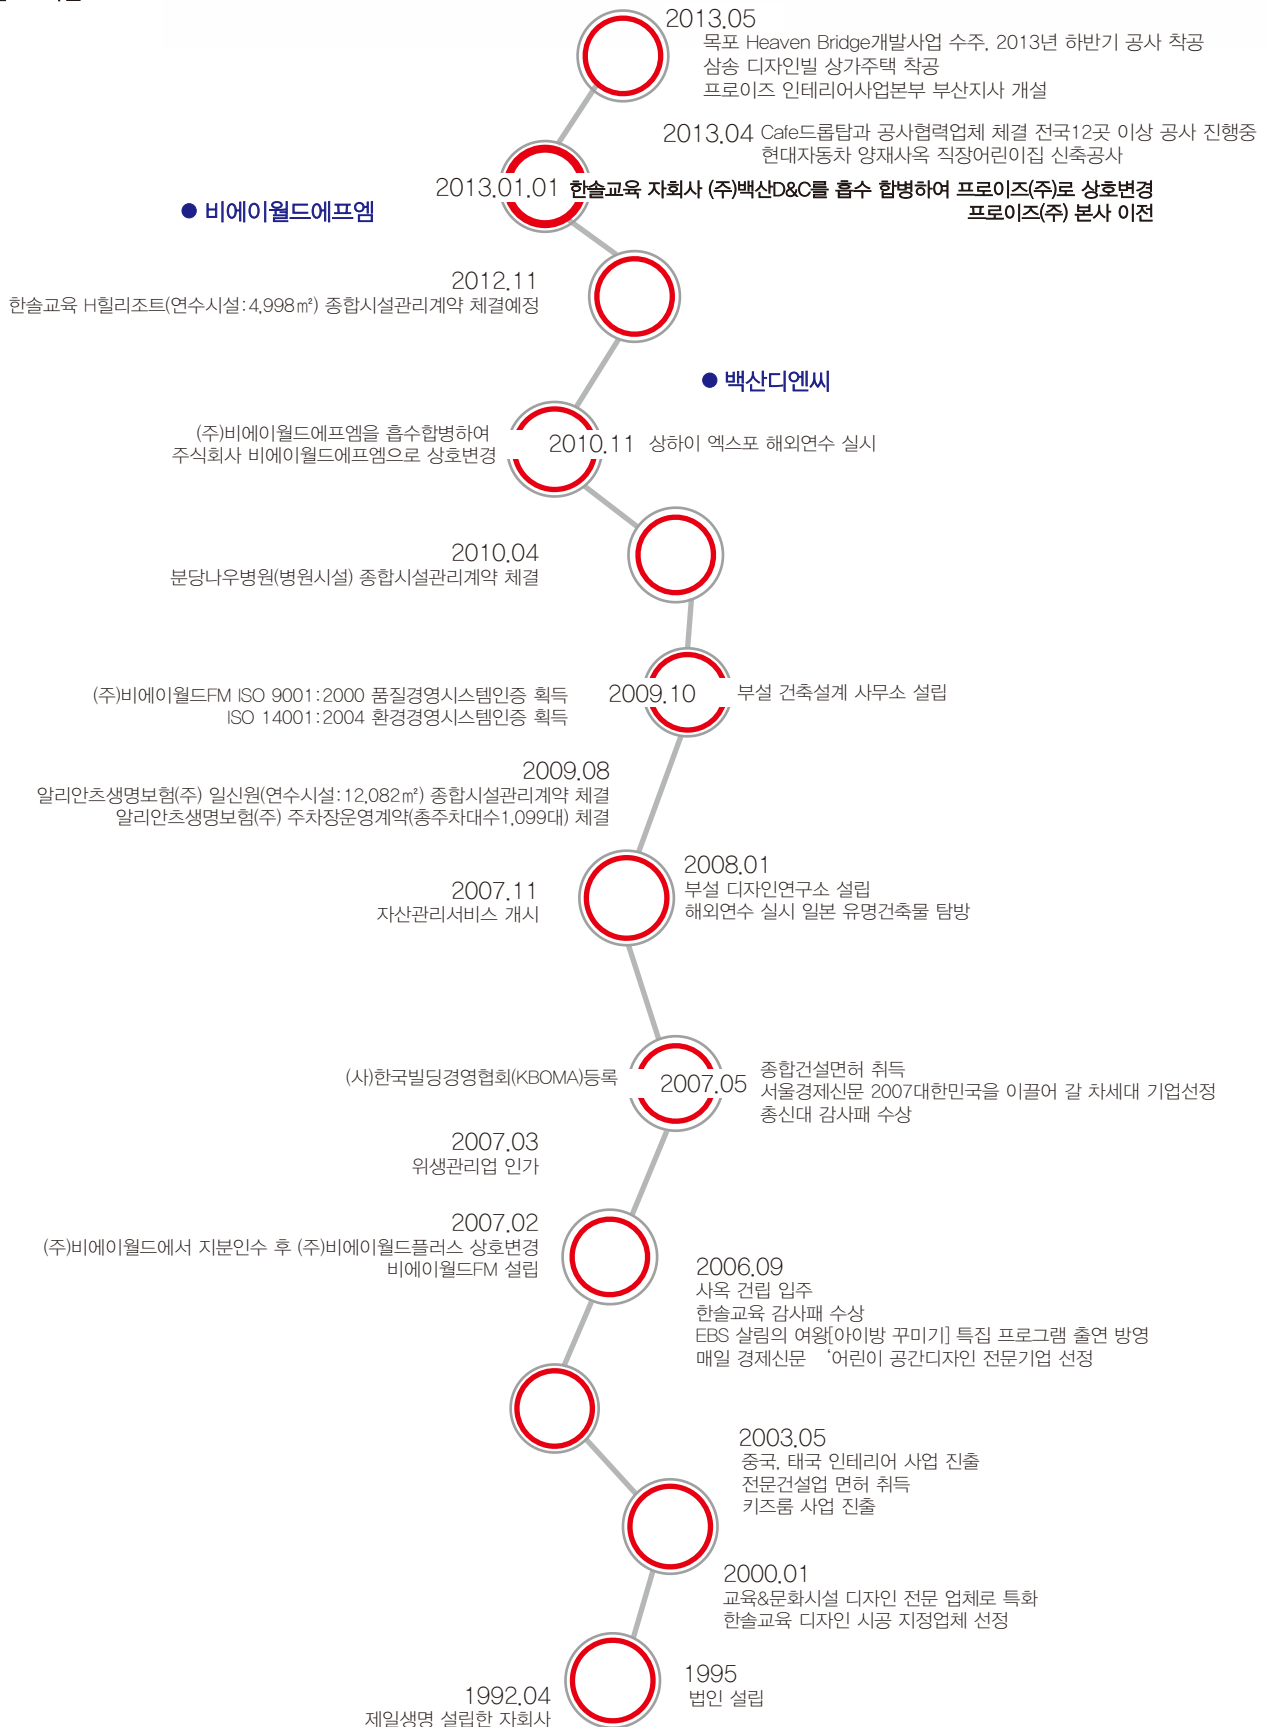 2013.05
목포 Heaven Bridge개발사업 수주, 2013년 하반기 공사 착공
삼송 디자인빌 상가주택 착공
프로이즈 인테리어사업본부 부산지사 개설
2013.04 Cafe드롭탑과 공사협력업체 체결 전국12곳 이상 공사 진행중
현대자동차 양재사옥 직장어린이집 신축공사
2013.01.01 한솔교육 자회사 (주)백산D&C를 흡수 합병하여 프로이즈(주)로 상호변경
프로이즈(주) 본사 이전
● 비에이월드에프엠
2012.11
한솔교육 H힐리조트(연수시설:4,998㎡) 종합시설관리계약 체결예정
● 백산디엔씨
(주)비에이월드에프엠을 흡수합병하여
주식회사 비에이월드에프엠으로 상호변경
2010.11 상하이 엑스포 해외연수 실시
2010.04
분당나우병원(병원시설) 종합시설관리계약 체결
(주)비에이월드FM ISO 9001:2000 품질경영시스템인증 획득
ISO 14001:2004 환경경영시스템인증 획득
2009.10 부설 건축설계 사무소 설립
2009.08
알리안츠생명보험(주) 일신원(연수시설:12,082㎡) 종합시설관리계약 체결
알리안츠생명보험(주) 주차장운영계약(총주차대수1,099대) 체결
2008.01
부설 디자인연구소 설립
해외연수 실시 일본 유명건축물 탐방
2007.11
자산관리서비스 개시
(사)한국빌딩경영협회(KBOMA)등록
2007.05
종합건설면허 취득
서울경제신문 2007대한민국을 이끌어 갈 차세대 기업선정
총신대 감사패 수상
2007.03
위생관리업 인가
2007.02
(주)비에이월드에서 지분인수 후 (주)비에이월드플러스 상호변경
비에이월드FM 설립
2006.09
사옥 건립 입주
한솔교육 감사패 수상
EBS 살림의 여왕[아이방 꾸미기] 특집 프로그램 출연 방영
매일 경제신문 ‘어린이 공간디자인 전문기업 선정
2003.05
중국, 태국 인테리어 사업 진출
전문건설업 면허 취득
키즈룸 사업 진출
2000.01
교육&문화시설 디자인 전문 업체로 특화
한솔교육 디자인 시공 지정업체 선정
1995
법인 설립
1992.04
제일생명 설립한 자회사